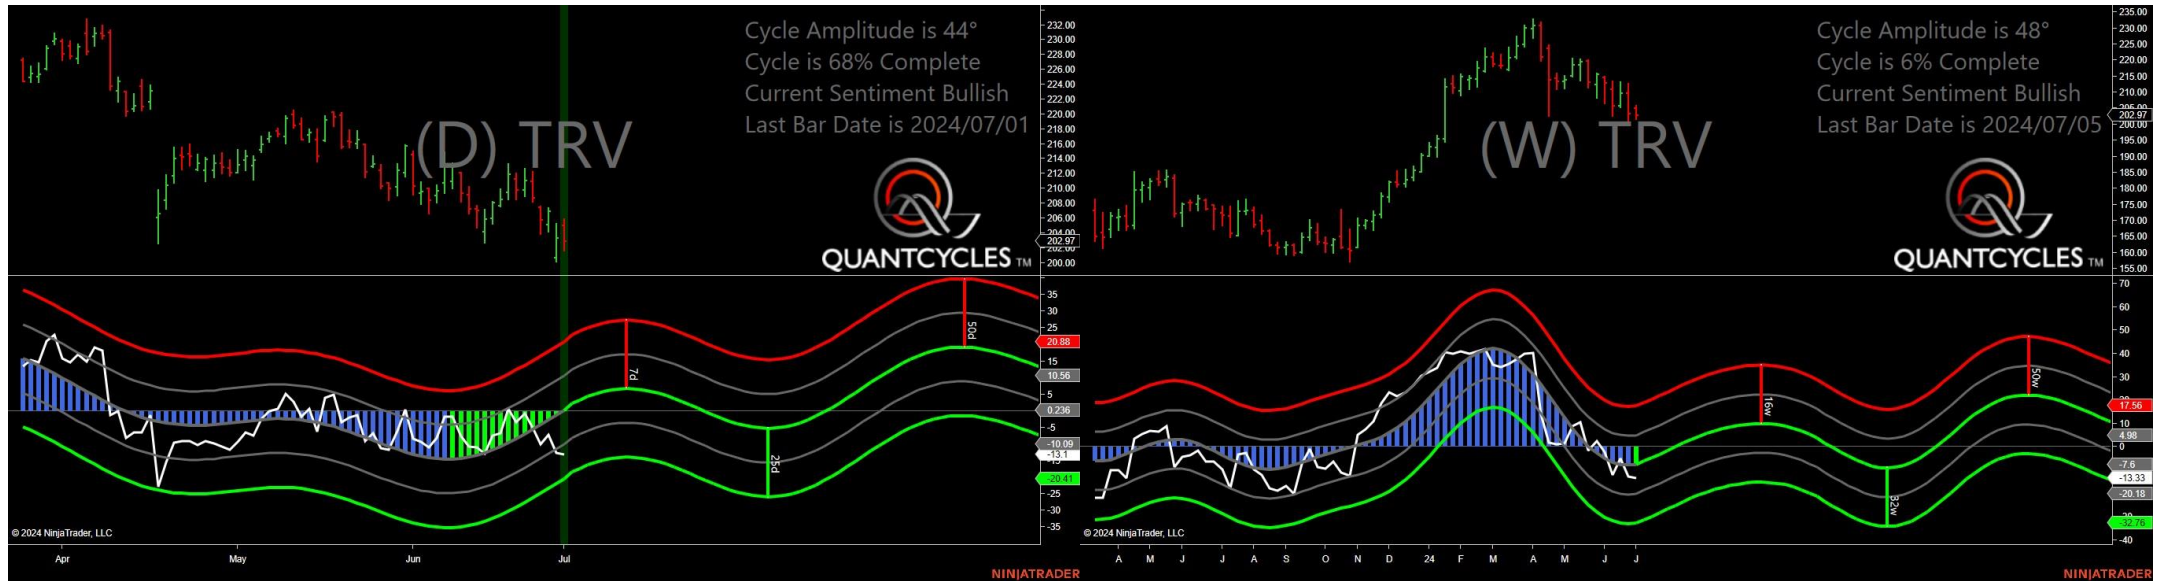 Cycle Amplitude is 44°
Cycle is 68% Complete
Current Sentiment Bullish
Last Bar Date is 2024/07/01
(D) TRV
QUANTCYCLES TM
232.00
230.00
228.00
226.00
224.00
222.00
220.00
218.00
216.00
214.00
212.00
210.00
208.00
206.00
204.00
202.97
202.00
200.00
35
30
25
20.88
15
10.56
5
0.236
-5
-10.09
-13.1
-20.41
-25
-30
-35
7d
25d
50d
© 2024 NinjaTrader, LLC
Apr May Jun Jul
NINJATRADER
Cycle Amplitude is 48°
Cycle is 6% Complete
Current Sentiment Bullish
Last Bar Date is 2024/07/05
(W) TRV
QUANTCYCLES TM
235.00
230.00
225.00
220.00
215.00
210.00
205.00
202.97
200.00
195.00
190.00
185.00
180.00
175.00
170.00
165.00
160.00
155.00
70
60
50
40
30
17.56
10
4.98
0
-7.6
-13.33
-20.18
-32.76
-40
16w
32w
50w
© 2024 NinjaTrader, LLC
A M J J A S O N D 24 F M A M J J
NINJATRADER